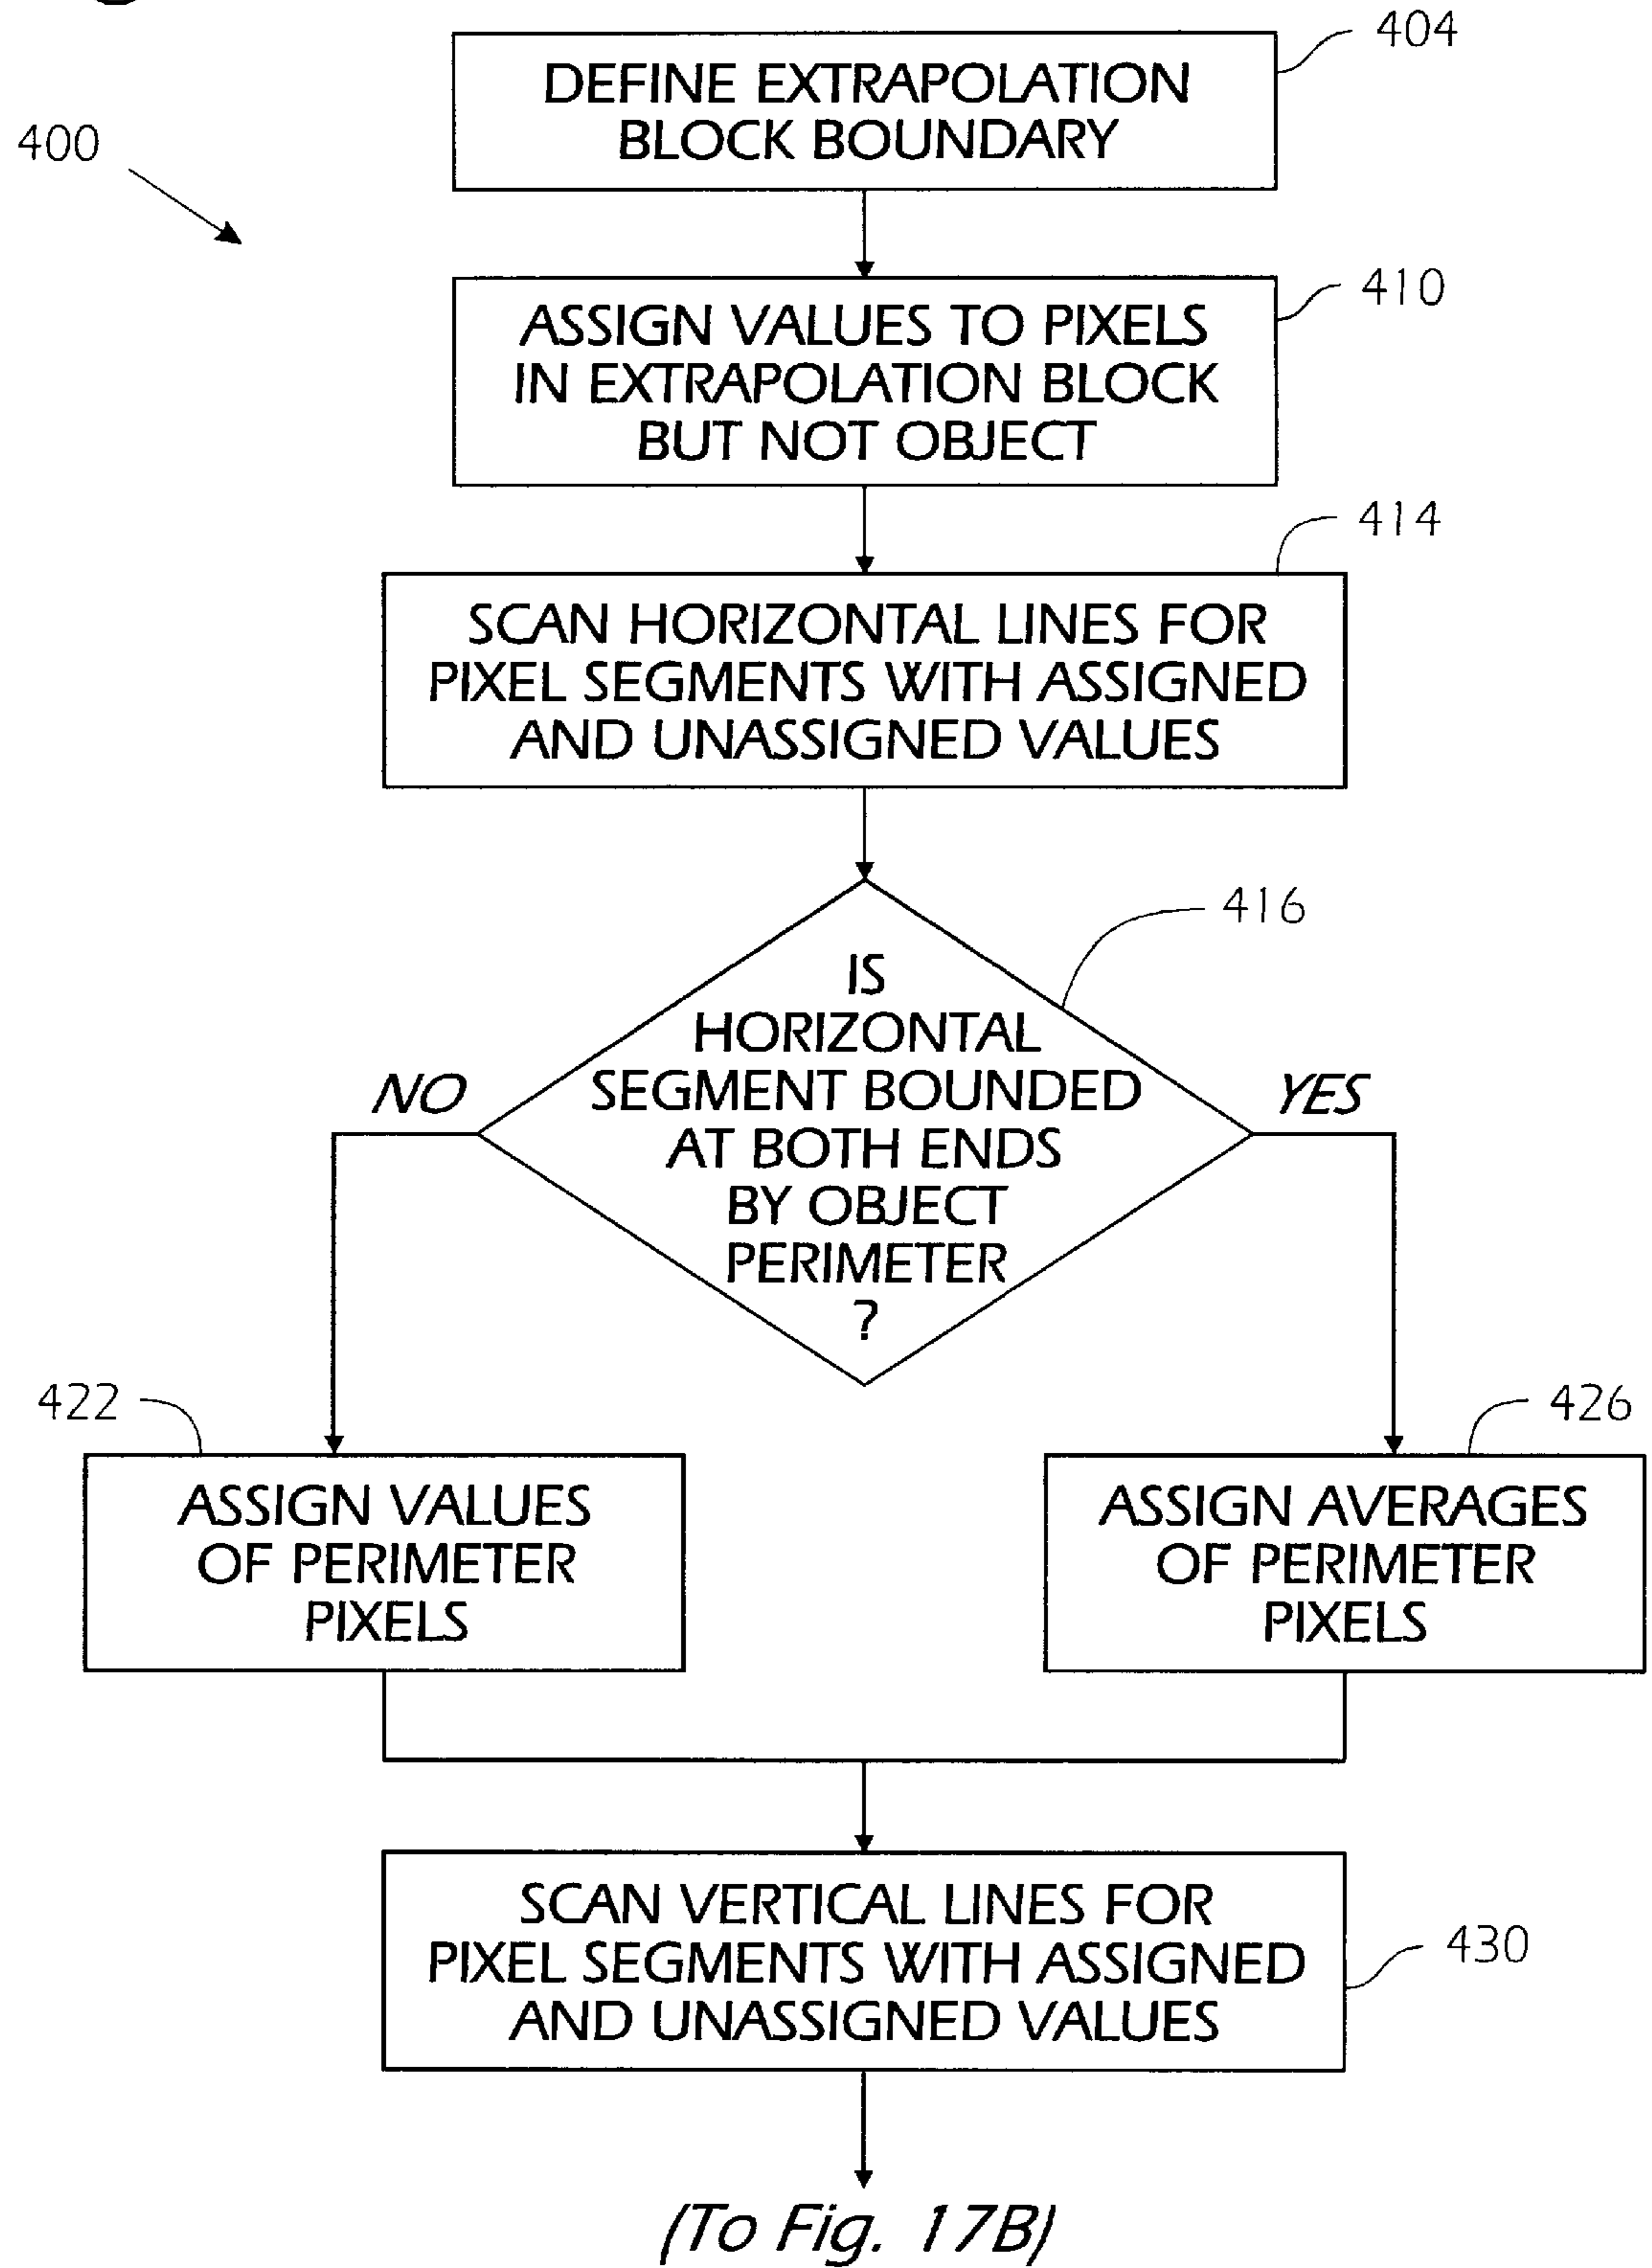 404
DEFINE EXTRAPOLATION
BLOCK BOUNDARY
400
410
ASSIGN VALUES TO PIXELS
IN EXTRAPOLATION BLOCK
BUT NOT OBJECT
414
SCAN HORIZONTAL LINES FOR
PIXEL SEGMENTS WITH ASSIGNED
AND UNASSIGNED VALUES
416
IS
HORIZONTAL
SEGMENT BOUNDED
AT BOTH ENDS
BY OBJECT
PERIMETER
?
NO
YES
422
ASSIGN VALUES
OF PERIMETER
PIXELS
426
ASSIGN AVERAGES
OF PERIMETER
PIXELS
SCAN VERTICAL LINES FOR
PIXEL SEGMENTS WITH ASSIGNED
AND UNASSIGNED VALUES
430
(To Fig. 17B)